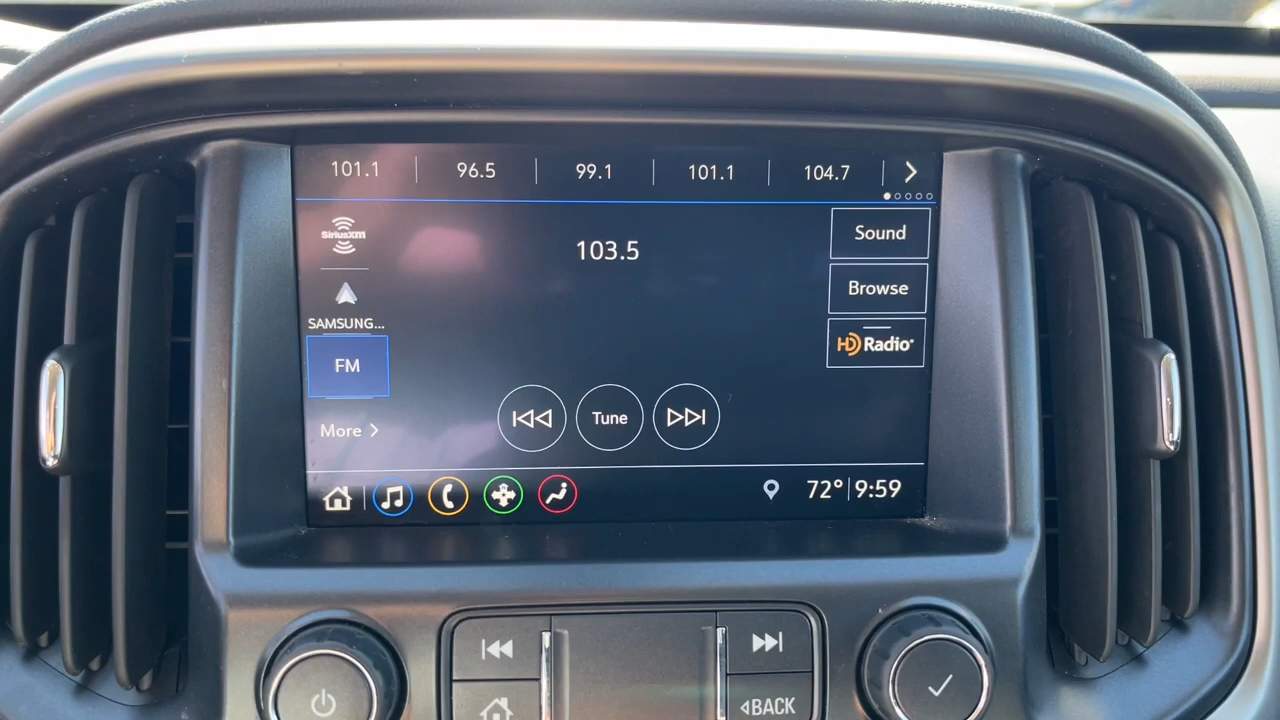 101.1 96.5 99.1 101.1 104.7
SiriusXM
103.5
Sound
Browse
SAMSUNG...
HD Radio
FM
Tune
More
72° 9:59
BACK